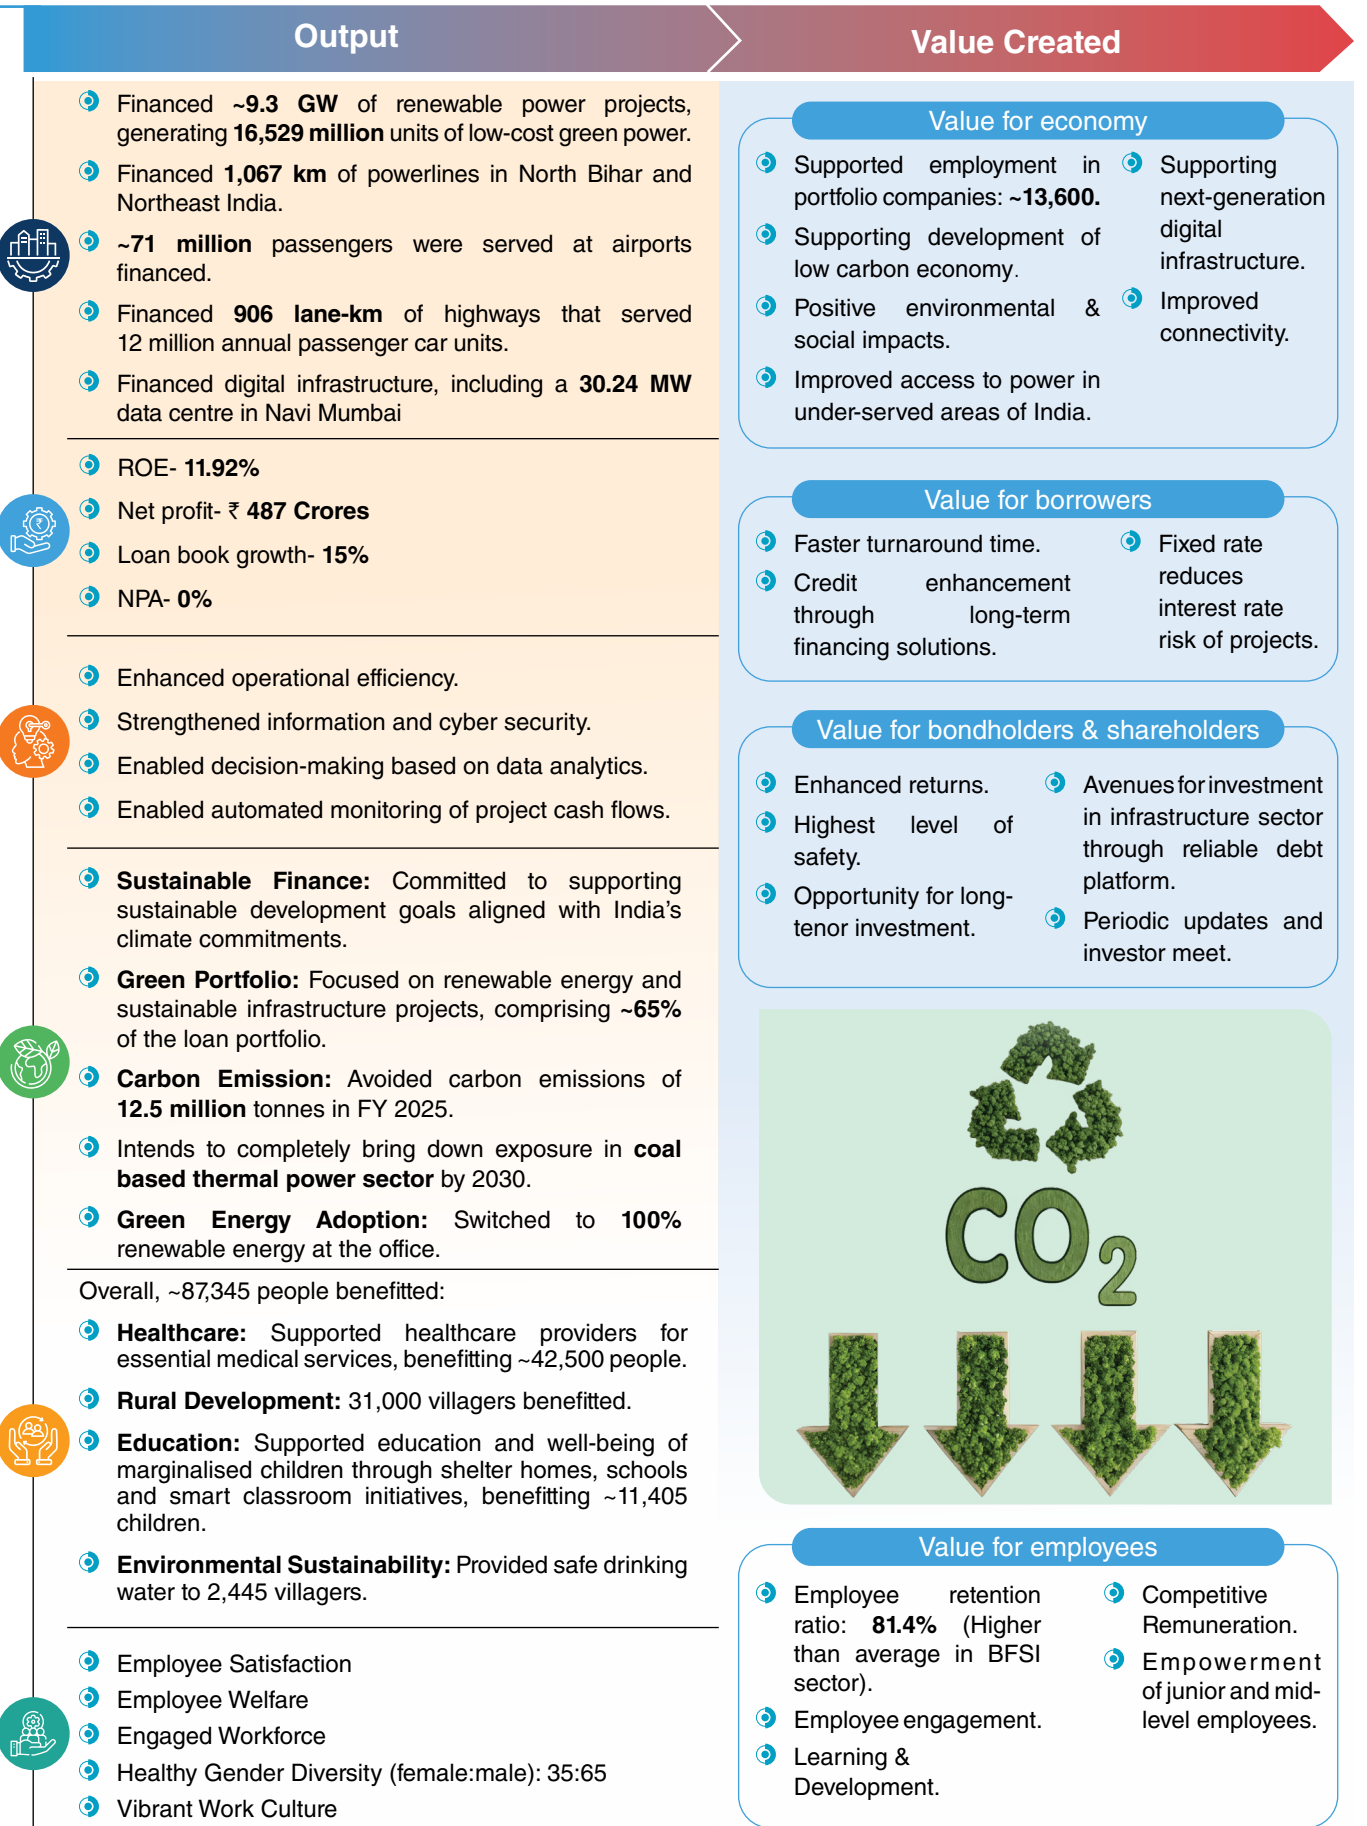 Output
Value Created
Financed ~9.3 GW of renewable power projects,
generating 16,529 million units of low-cost green power.
Financed 1,067 km of powerlines in North Bihar and
Northeast India.
~71 million passengers were served at airports
financed.
Financed 906 lane-km of highways that served
12 million annual passenger car units.
Financed digital infrastructure, including a 30.24 MW
data centre in Navi Mumbai
ROE- 11.92%
Net profit- ₹ 487 Crores
Loan book growth- 15%
NPA- 0%
Enhanced operational efficiency.
Strengthened information and cyber security.
Enabled decision-making based on data analytics.
Enabled automated monitoring of project cash flows.
Sustainable Finance: Committed to supporting
sustainable development goals aligned with India's
climate commitments.
Green Portfolio: Focused on renewable energy and
sustainable infrastructure projects, comprising ~65%
of the loan portfolio.
Carbon Emission: Avoided carbon emissions of
12.5 million tonnes in FY 2025.
Intends to completely bring down exposure in coal
based thermal power sector by 2030.
Green Energy Adoption: Switched to 100%
renewable energy at the office.
Overall, ~87,345 people benefitted:
Healthcare: Supported healthcare providers for
essential medical services, benefitting ~42,500 people.
Rural Development: 31,000 villagers benefitted.
Education: Supported education and well-being of
marginalised children through shelter homes, schools
and smart classroom initiatives, benefitting ~11,405
children.
Environmental Sustainability: Provided safe drinking
water to 2,445 villagers.
Employee Satisfaction
Employee Welfare
Engaged Workforce
Healthy Gender Diversity (female:male): 35:65
Vibrant Work Culture
Value for economy
Supported employment in
portfolio companies: ~13,600.
Supporting development of
low carbon economy.
Positive environmental &
social impacts.
Improved access to power in
under-served areas of India.
Supporting
next-generation
digital
infrastructure.
Improved
connectivity.
Value for borrowers
Faster turnaround time.
Credit enhancement
through long-term
financing solutions.
Fixed rate
reduces
interest rate
risk of projects.
Value for bondholders & shareholders
Enhanced returns.
Highest level of
safety.
Opportunity for long-
tenor investment.
Avenues for investment
in infrastructure sector
through reliable debt
platform.
Periodic updates and
investor meet.
CO2
Value for employees
Employee retention
ratio: 81.4% (Higher
than average in BFSI
sector).
Employee engagement.
Learning &
Development.
Competitive
Remuneration.
Empowerment
of junior and mid-
level employees.